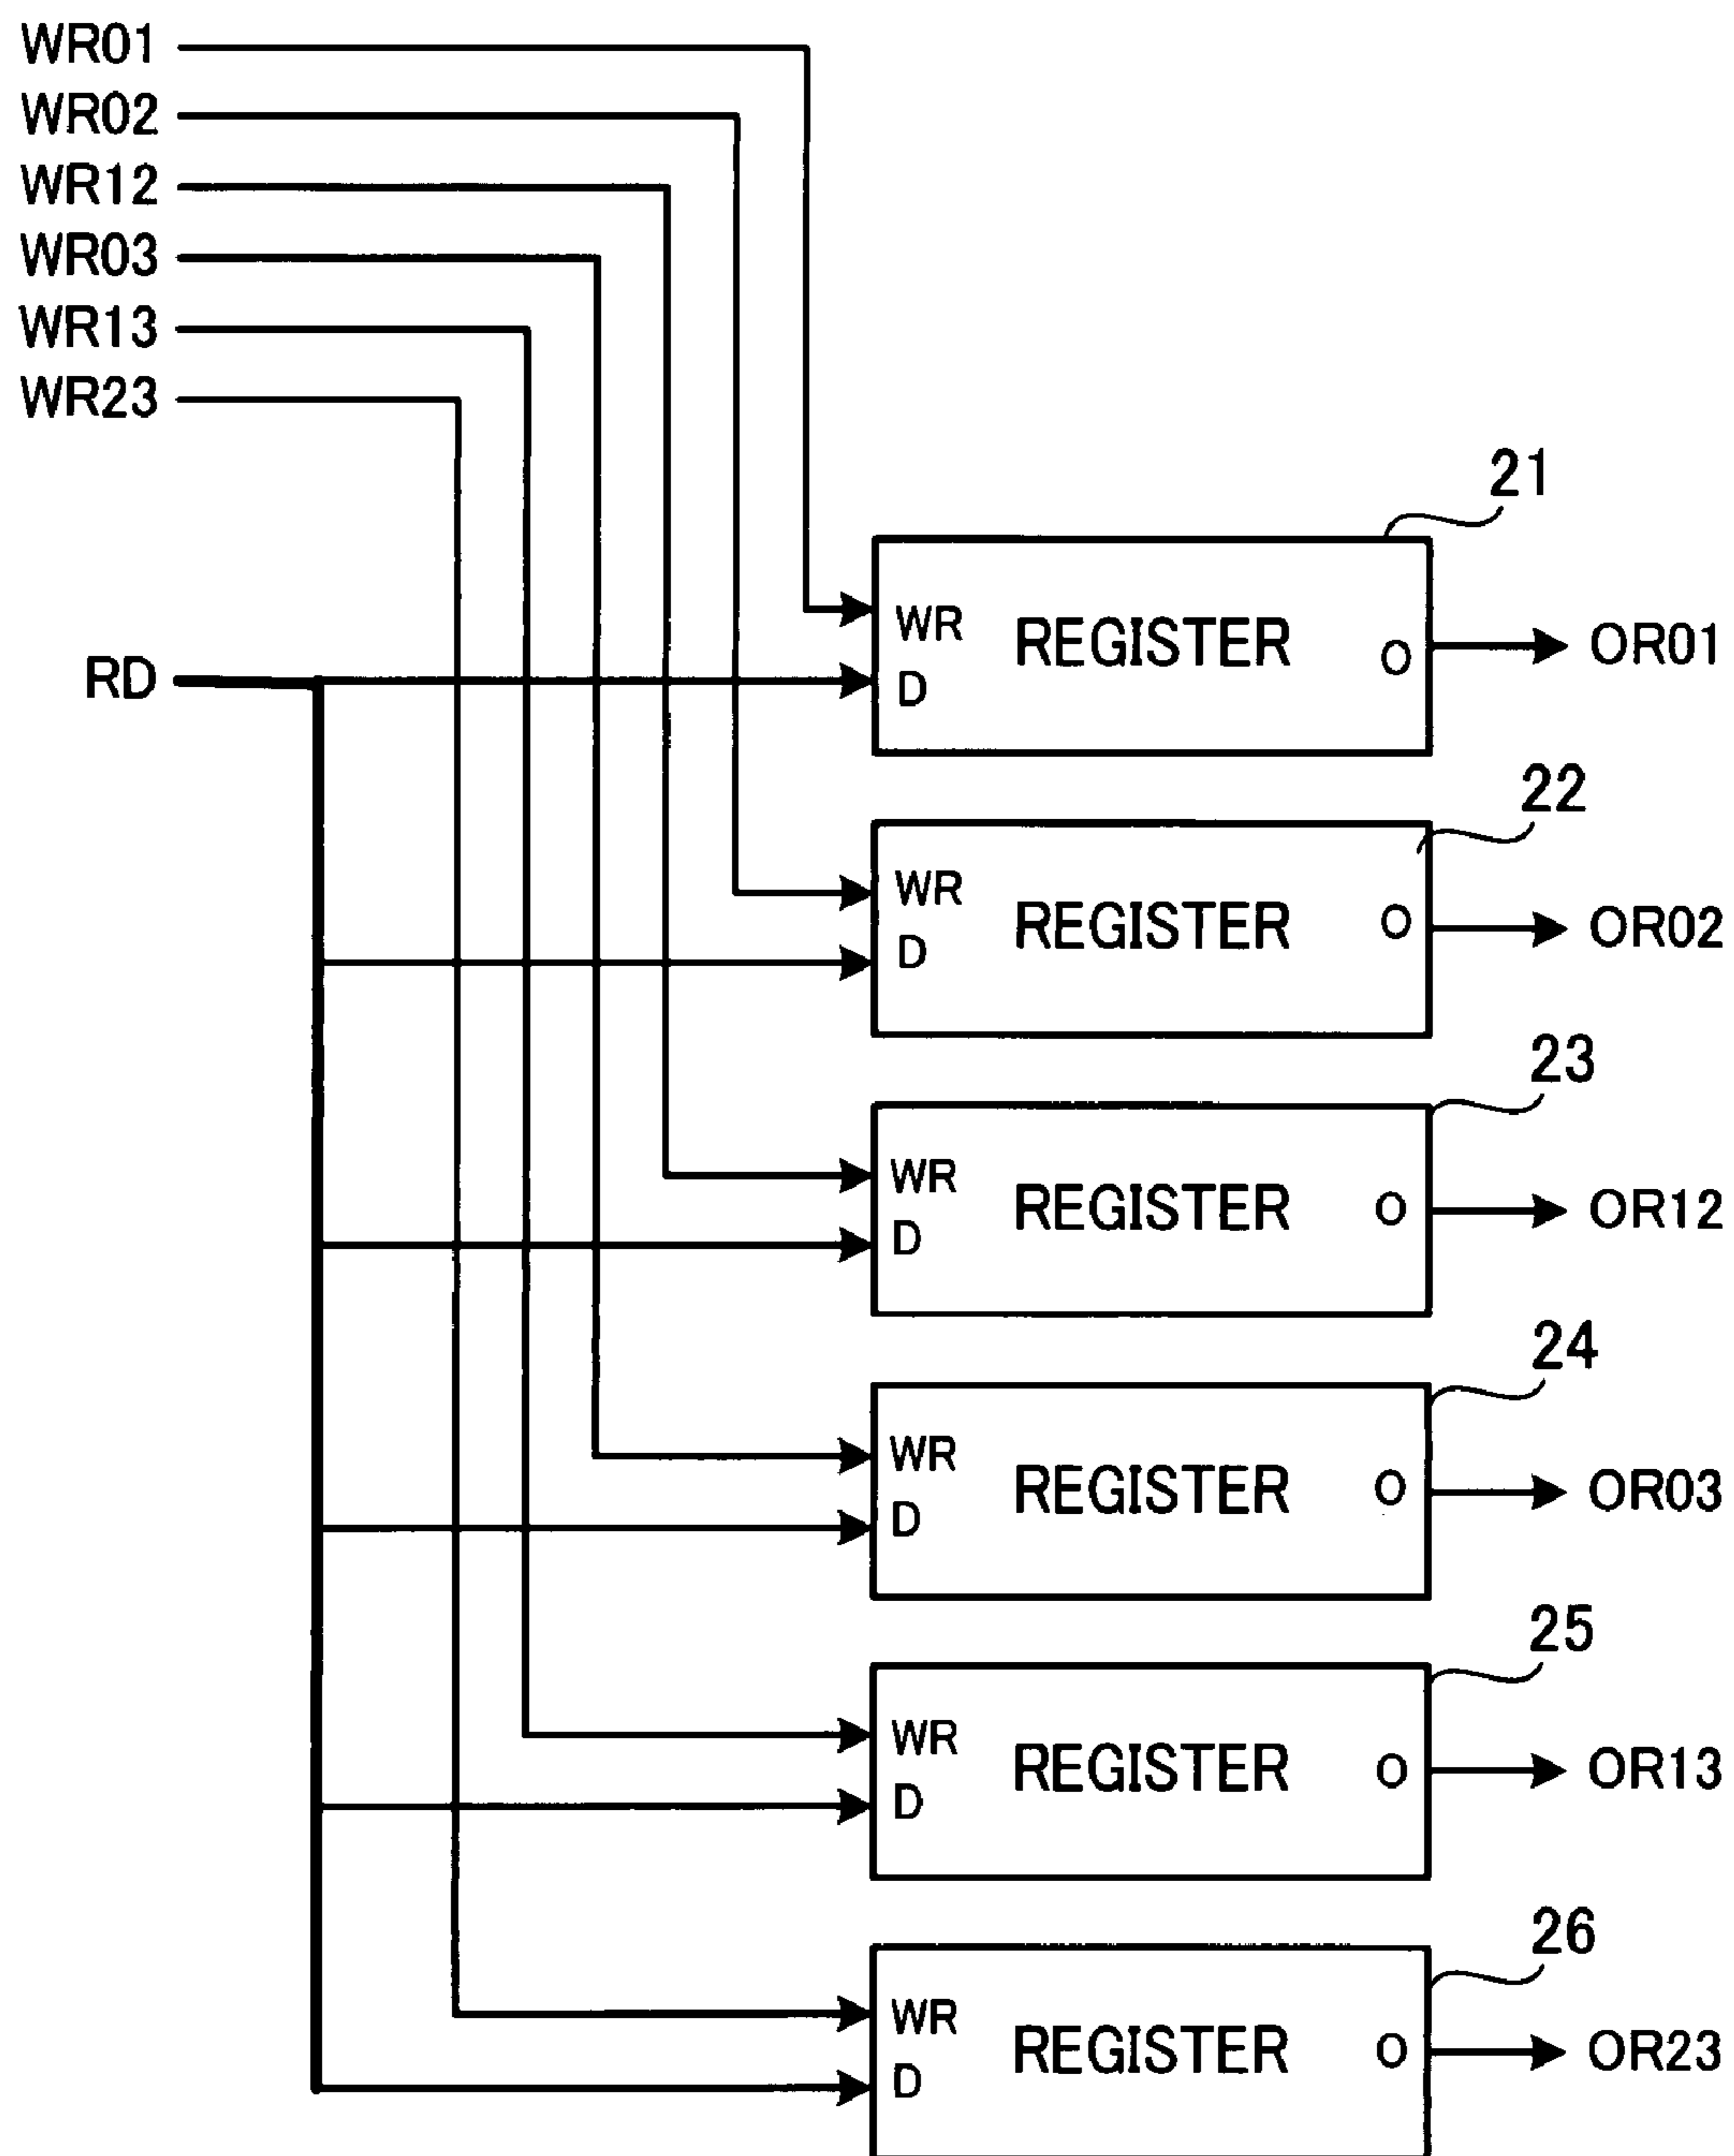 WR01
WR02
WR12
WR03
WR13
WR23
RD
21
WR
D
REGISTER
O
OR01
22
WR
D
REGISTER
O
OR02
23
WR
D
REGISTER
O
OR12
24
WR
D
REGISTER
O
OR03
25
WR
D
REGISTER
O
OR13
26
WR
D
REGISTER
O
OR23